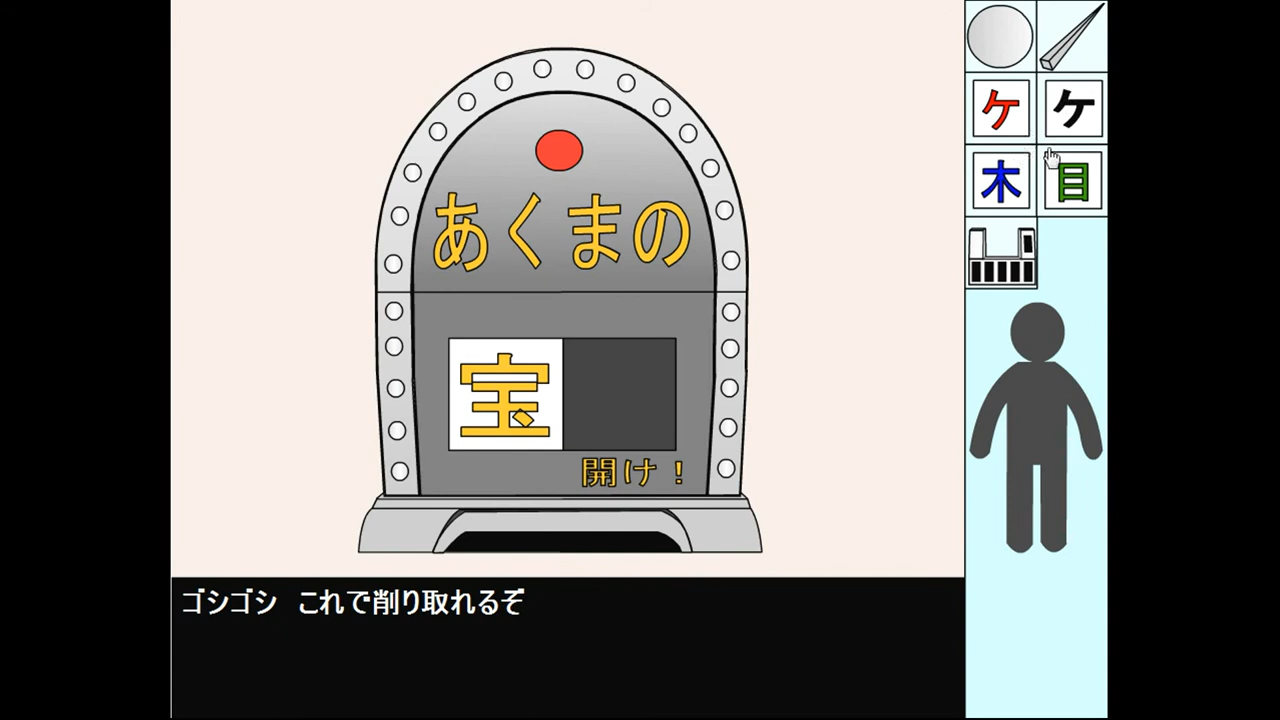 あくまの
宝
開け！
ケ
ケ
木
目
ゴシゴシ　これで削り取れるぞ